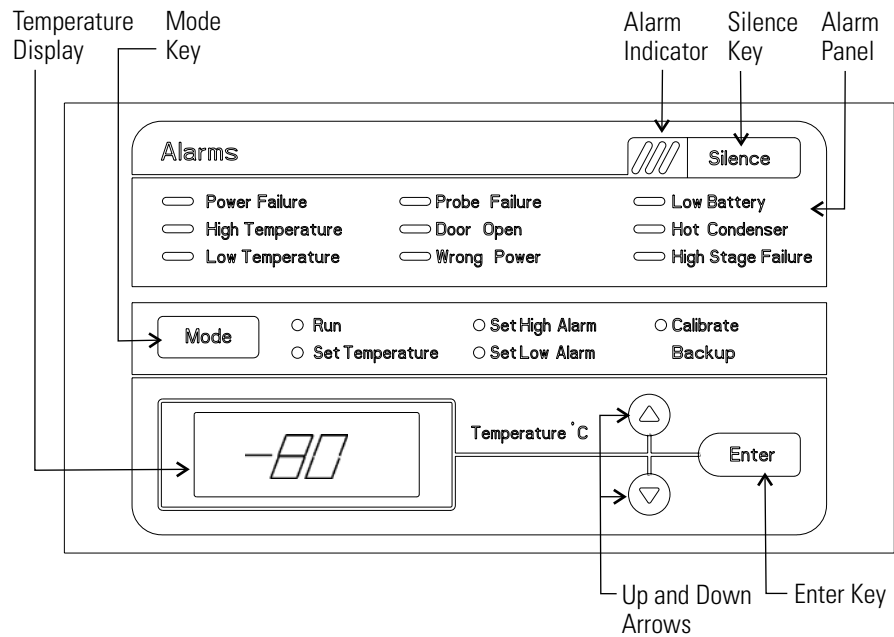 Temperature Display
Mode Key
Alarm Indicator
Silence Key
Alarm Panel
Alarms
Silence
Power Failure
Probe Failure
Low Battery
High Temperature
Door Open
Hot Condenser
Low Temperature
Wrong Power
High Stage Failure
Mode
Run
Set High Alarm
Calibrate
Set Temperature
Set Low Alarm
Backup
-80
Temperature °C
Enter
Up and Down Arrows
Enter Key